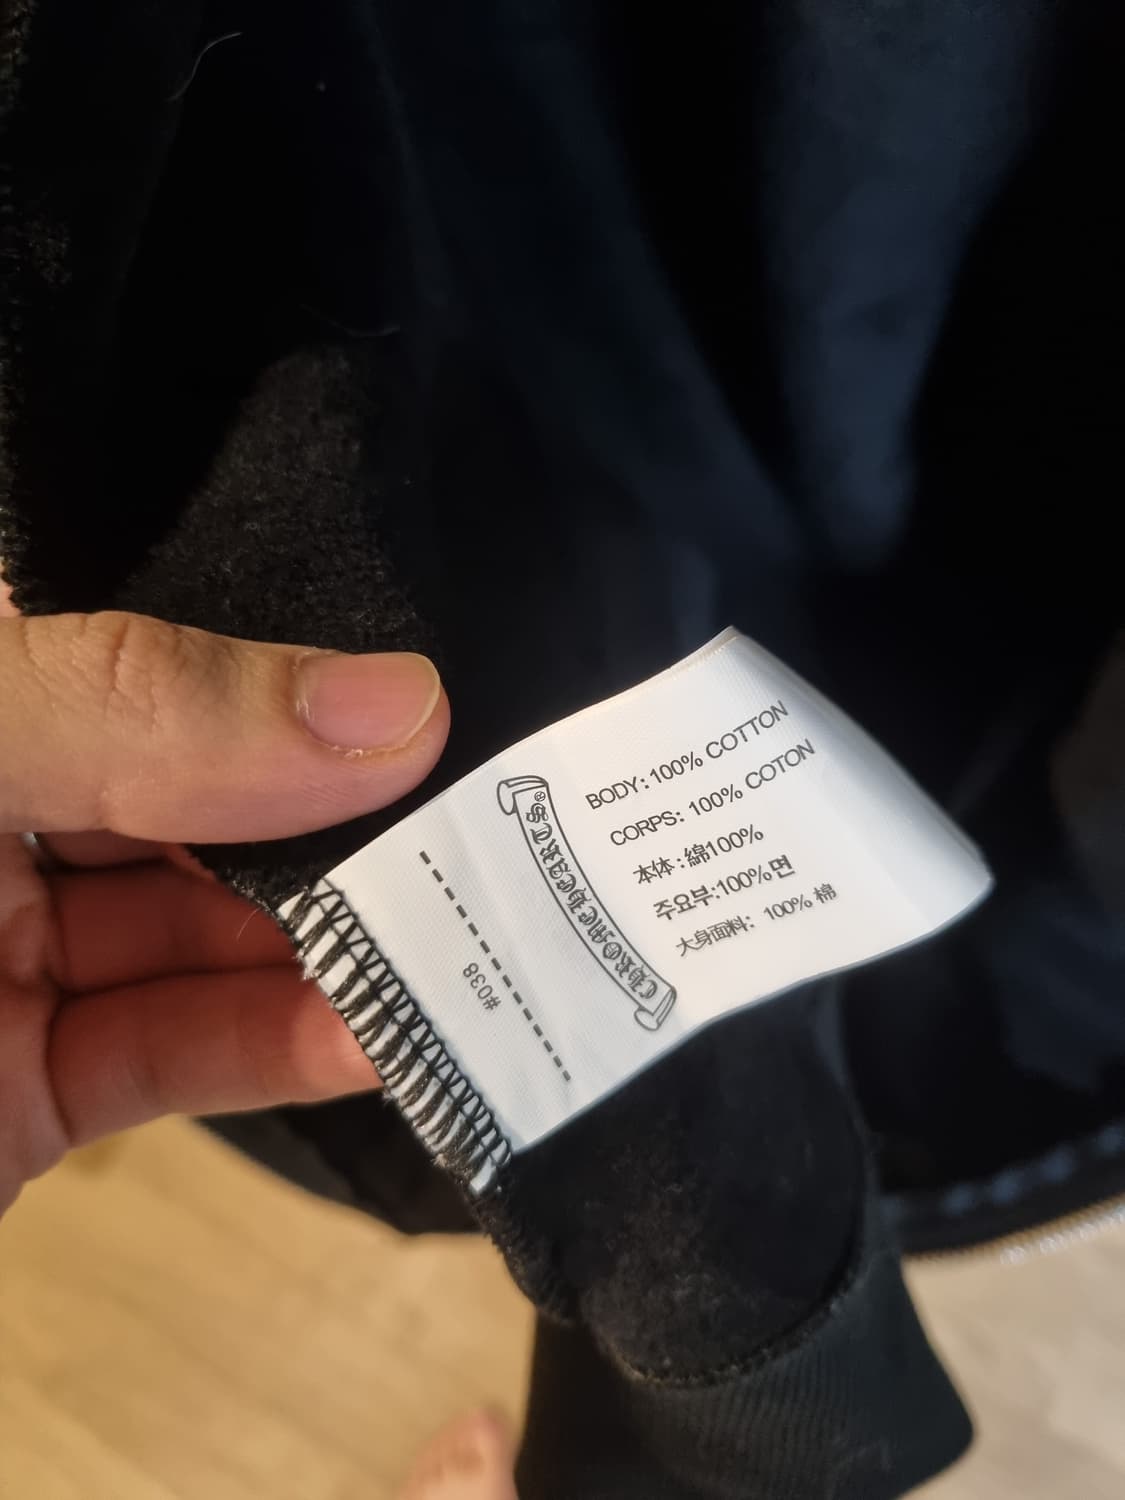 BODY:100% COTTON
CORPS: 100% COTON
本体:綿100%
주요부:100%면
大身面料: 100% 棉
CHROME HEARTS®
#038